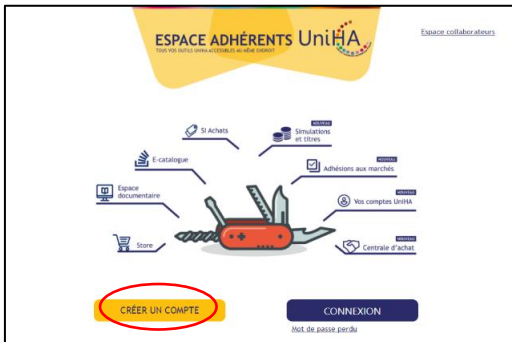 ESPACE ADHÉRENTS UniHA
TOUS VOS OUTILS UNIHA ACCESSIBLES AU MÊME ENDROIT
Espace collaborateurs
SI Achats
NOUVEAU
Simulations
et titres
E-catalogue
NOUVEAU
Adhésions aux marchés
Espace
documentaire
NOUVEAU
Vos comptes UniHA
Store
NOUVEAU
Centrale d'achat
CRÉER UN COMPTE
CONNEXION
Mot de passe perdu